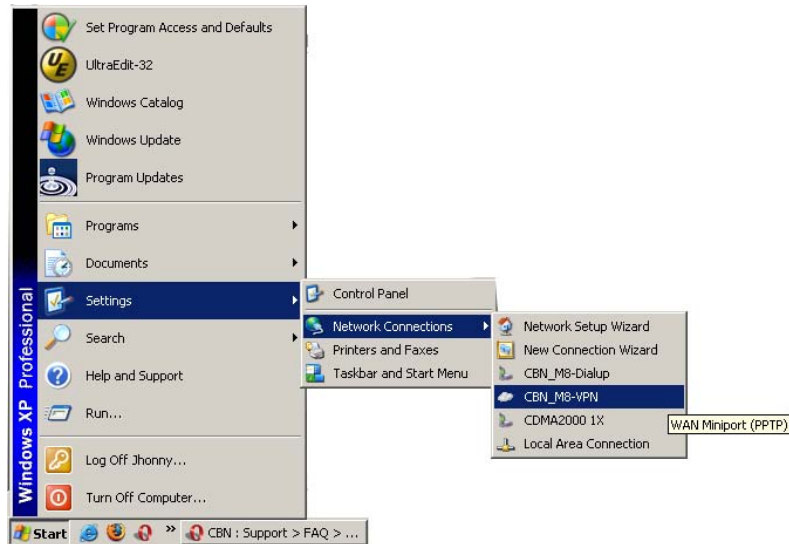 Set Program Access and Defaults
UltraEdit-32
Windows Catalog
Windows Update
Program Updates
Programs
Documents
Settings
Search
Help and Support
Run...
Log Off Jhonny...
Turn Off Computer...
Windows XP Professional
Control Panel
Network Connections
Printers and Faxes
Taskbar and Start Menu
Network Setup Wizard
New Connection Wizard
CBN_M8-Dialup
CBN_M8-VPN
CDMA2000 1X
Local Area Connection
WAN Miniport (PPTP)
Start
»
CBN : Support > FAQ > ...